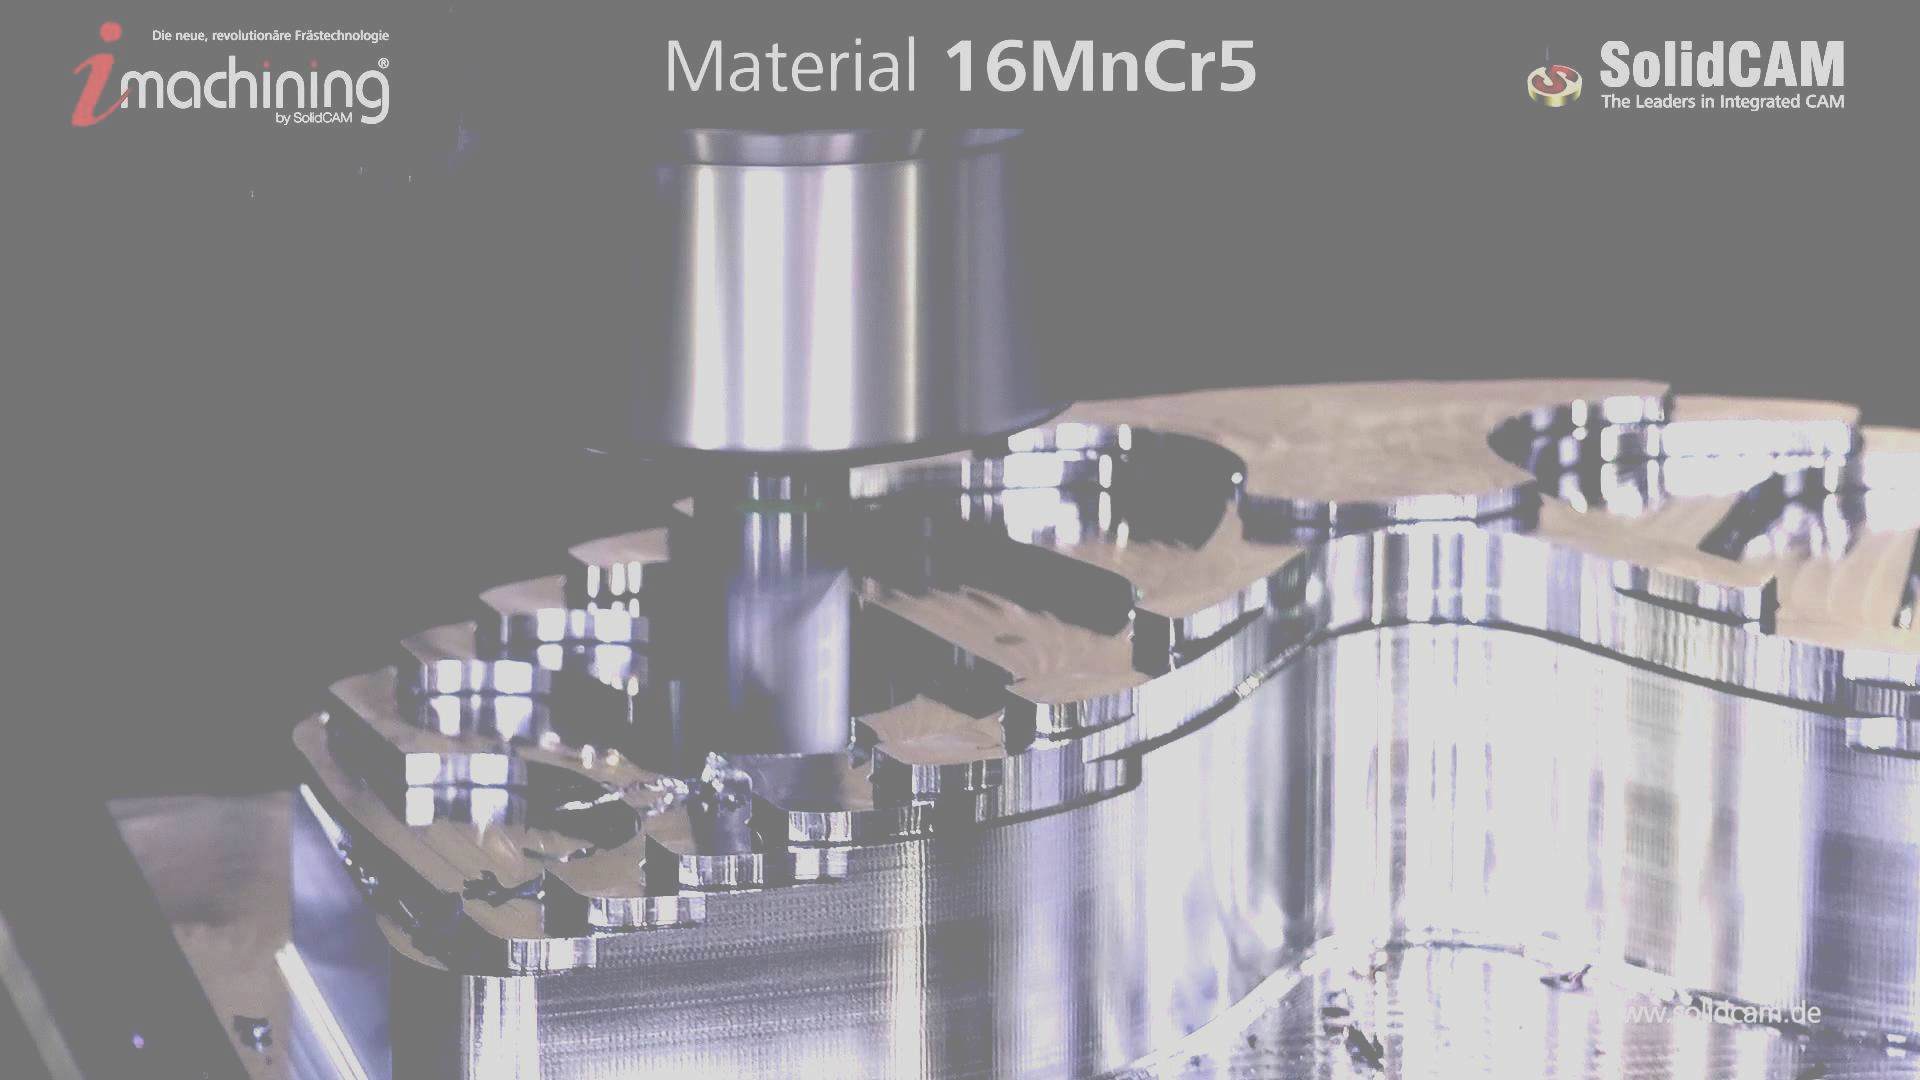 Die neue, revolutionäre Frästechnologie
imachining®
by SolidCAM
Material 16MnCr5
SolidCAM
The Leaders in Integrated CAM
www.solidcam.de